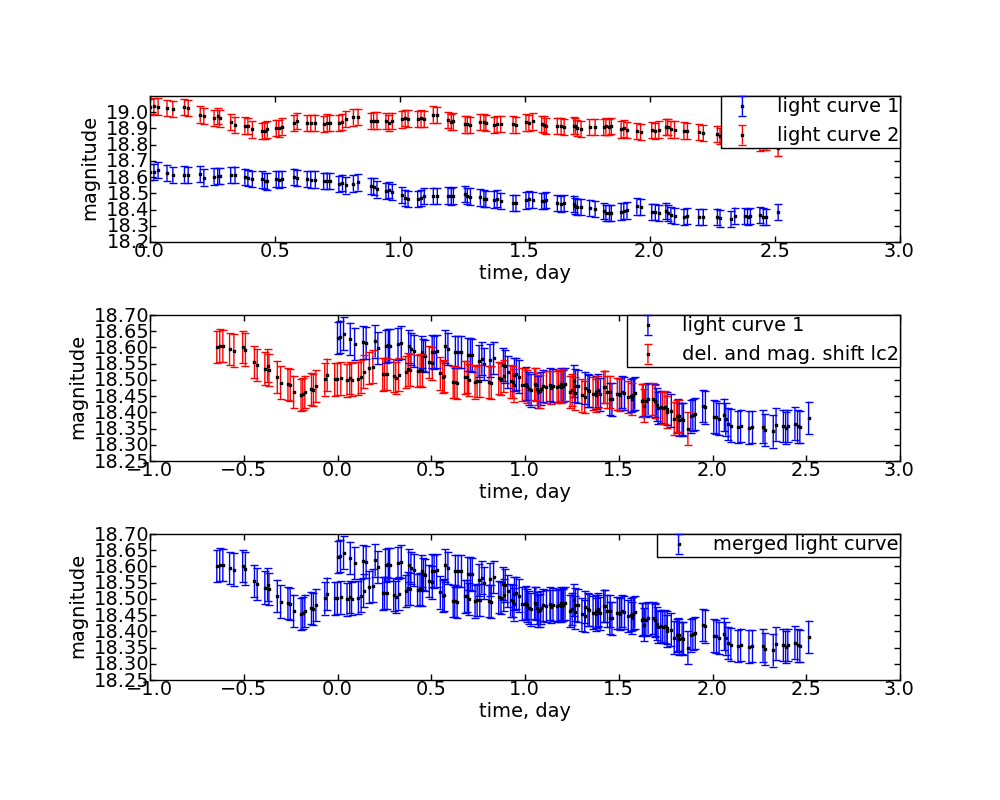 light curve 1
light curve 2
magnitude
19.0
18.9
18.8
18.7
18.6
18.5
18.4
18.3
18.2
0.0 0.5 1.0 1.5 2.0 2.5 3.0
time, day
light curve 1
del. and mag. shift lc2
magnitude
18.70
18.65
18.60
18.55
18.50
18.45
18.40
18.35
18.30
18.25
−1.0 −0.5 0.0 0.5 1.0 1.5 2.0 2.5 3.0
time, day
merged light curve
magnitude
18.70
18.65
18.60
18.55
18.50
18.45
18.40
18.35
18.30
18.25
−1.0 −0.5 0.0 0.5 1.0 1.5 2.0 2.5 3.0
time, day